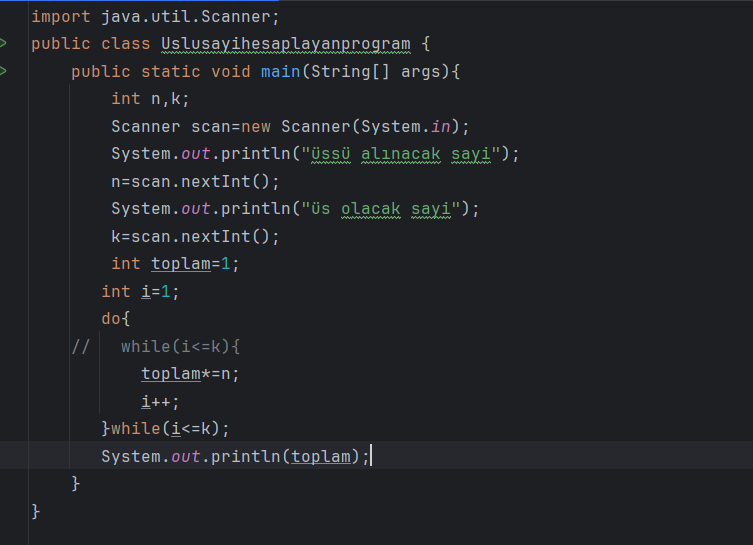 import java.util.Scanner;
public class Uslusayihesaplayanprogram {
public static void main(String[] args){
int n,k;
Scanner scan=new Scanner(System.in);
System.out.println("üssü alınacak sayi");
n=scan.nextInt();
System.out.println("üs olacak sayi");
k=scan.nextInt();
int toplam=1;
int i=1;
do{
// while(i<=k){
toplam*=n;
i++;
}while(i<=k);
System.out.println(toplam);
}
}